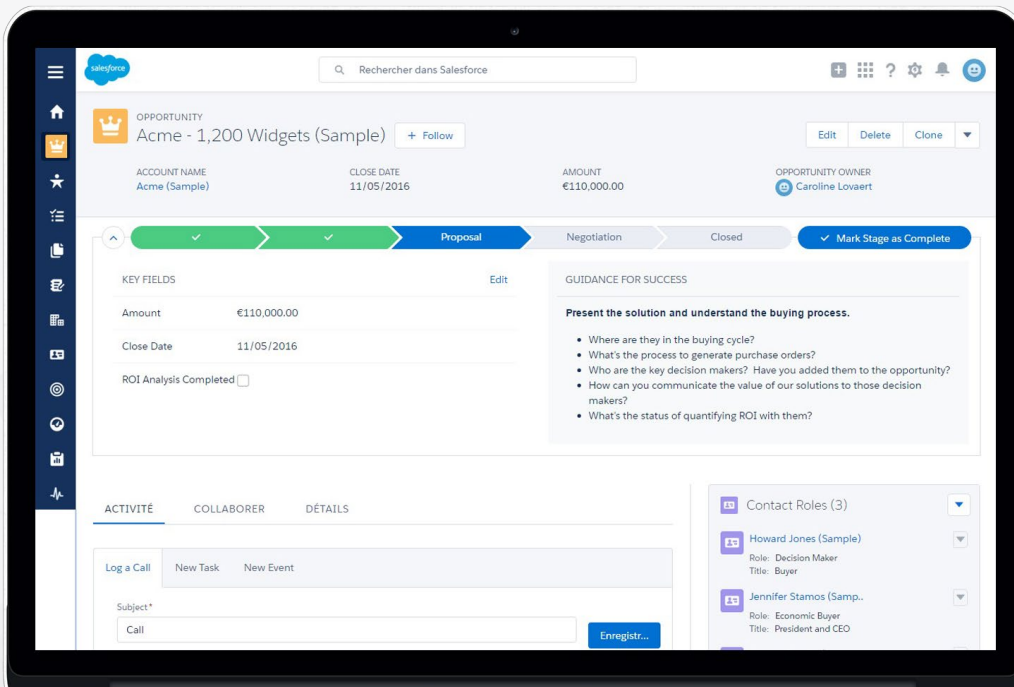 salesforce
Rechercher dans Salesforce
OPPORTUNITY
Acme - 1,200 Widgets (Sample)
+ Follow
Edit
Delete
Clone
ACCOUNT NAME
Acme (Sample)
CLOSE DATE
11/05/2016
AMOUNT
€110,000.00
OPPORTUNITY OWNER
Caroline Lovaert
Proposal
Negotiation
Closed
Mark Stage as Complete
KEY FIELDS
Edit
Amount €110,000.00
Close Date 11/05/2016
ROI Analysis Completed
GUIDANCE FOR SUCCESS
Present the solution and understand the buying process.
• Where are they in the buying cycle?
• What's the process to generate purchase orders?
• Who are the key decision makers? Have you added them to the opportunity?
• How can you communicate the value of our solutions to those decision
makers?
• What's the status of quantifying ROI with them?
ACTIVITÉ
COLLABORER
DÉTAILS
Log a Call
New Task
New Event
Subject*
Call
Enregistr...
Contact Roles (3)
Howard Jones (Sample)
Role: Decision Maker
Title: Buyer
Jennifer Stamos (Samp..
Role: Economic Buyer
Title: President and CEO